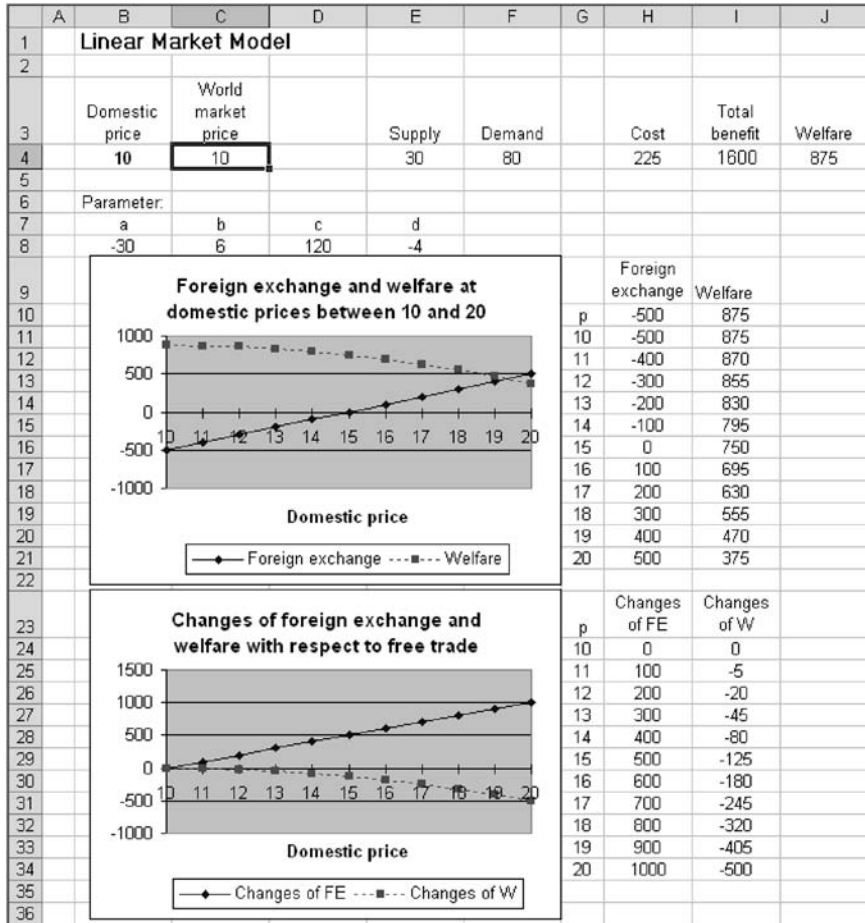 A B C D E F G H I J
1 Linear Market Model
2
3 Domestic price World market price Supply Demand Cost Total benefit Welfare
4 10 10 30 80 225 1600 875
5
6 Parameter:
7 a b c d
8 -30 6 120 -4
9 Foreign exchange Welfare
10 p -500 875
11 10 -500 875
12 11 -400 870
13 12 -300 855
14 13 -200 830
15 14 -100 795
16 15 0 750
17 16 100 695
18 17 200 630
19 18 300 555
20 19 400 470
21 20 500 375
22
Foreign exchange and welfare at
domestic prices between 10 and 20
1000
500
0
10 11 12 13 14 15 16 17 18 19 20
-500
-1000
Domestic price
Foreign exchange Welfare
23 p Changes of FE Changes of W
24 10 0 0
25 11 100 -5
26 12 200 -20
27 13 300 -45
28 14 400 -80
29 15 500 -125
30 16 600 -180
31 17 700 -245
32 18 800 -320
33 19 900 -405
34 20 1000 -500
35
36
Changes of foreign exchange and
welfare with respect to free trade
1500
1000
500
0
10 11 12 13 14 15 16 17 18 19 20
-500
-1000
Domestic price
Changes of FE Changes of W